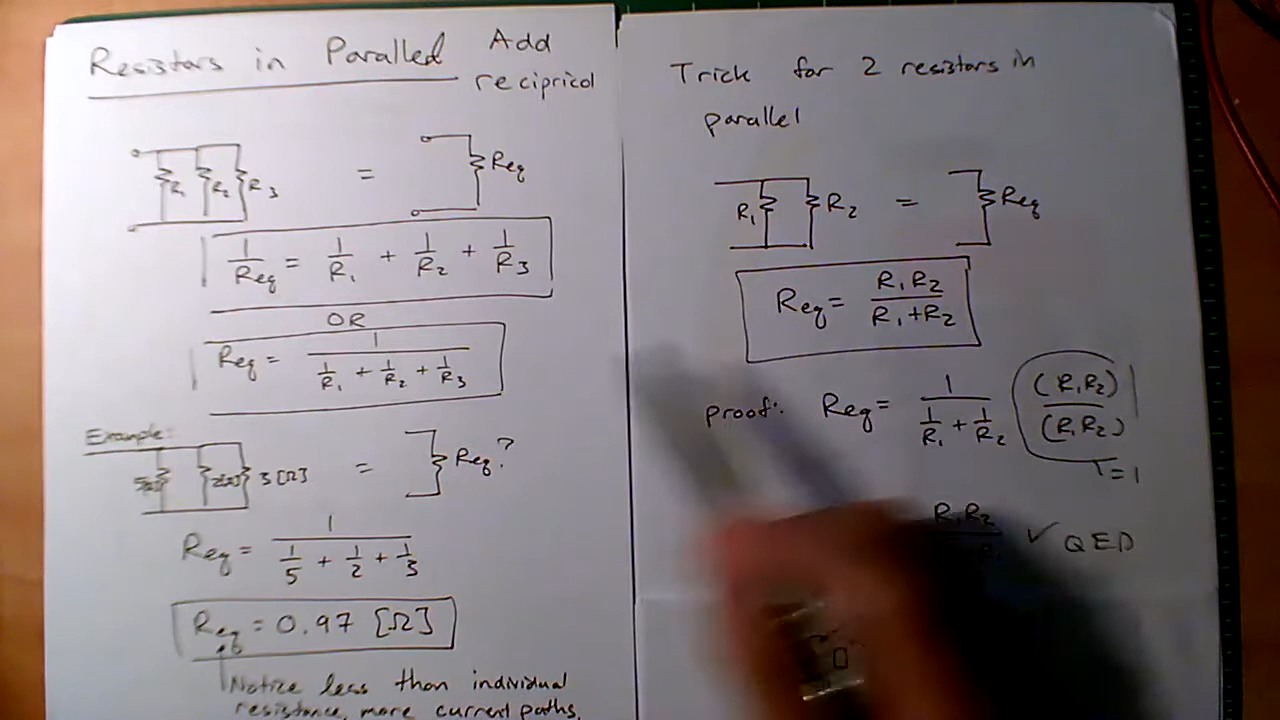 Resistors in Paralled Add
reciprical
R1 R2 R3 = Req
1/Req = 1/R1 + 1/R2 + 1/R3
OR
Req = 1/(1/R1 + 1/R2 + 1/R3)
Example:
3[Ω] = Req?
Req = 1/(1/5 + 1/2 + 1/3)
Req = 0.97 [Ω]
Notice less than individual
resistance, more current paths.
Trick for 2 resistors in
parallel
R1 R2 = Req
Req = R1R2/(R1+R2)
proof: Req = 1/(1/R1 + 1/R2) (R1R2)/(R1R2)
=1
R1R2 ✓ QED